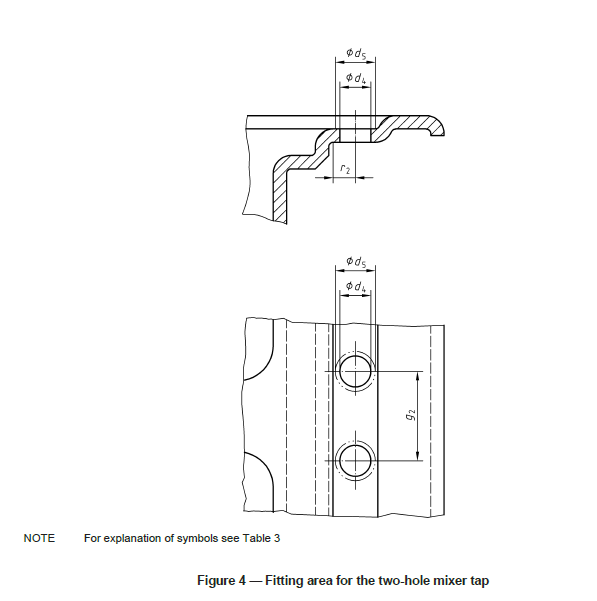 ϕd₅
ϕd₄
r₂
ϕd₅
ϕd₄
g₂
NOTE For explanation of symbols see Table 3
Figure 4 — Fitting area for the two-hole mixer tap